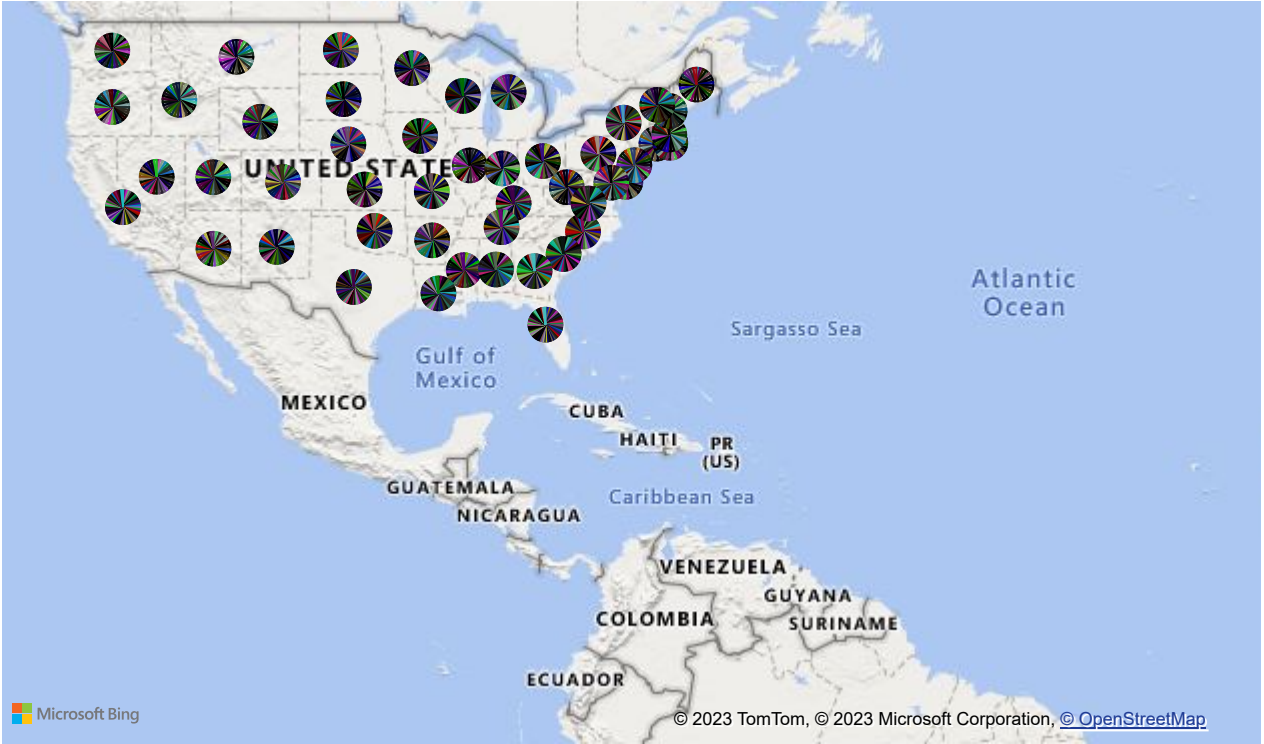 UNITED STATE
Atlantic
Ocean
Sargasso Sea
Gulf of
Mexico
MEXICO
CUBA
HAITI
PR
(US)
GUATEMALA
Caribbean Sea
NICARAGUA
VENEZUELA
GUYANA
COLOMBIA
SURINAME
ECUADOR
Microsoft Bing
© 2023 TomTom, © 2023 Microsoft Corporation, © OpenStreetMap